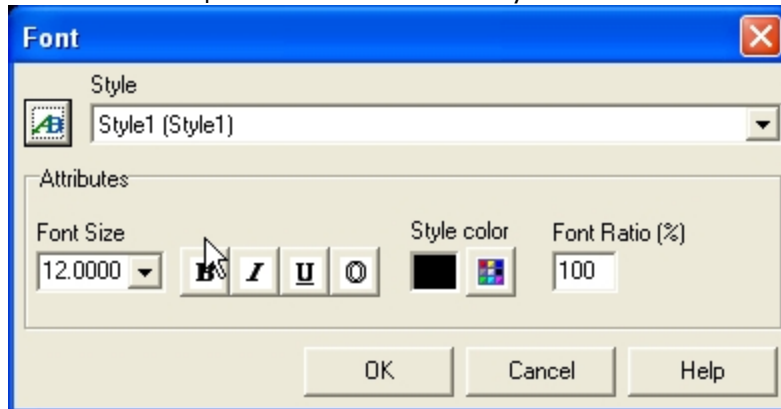 Font
Style
Style1 (Style1)
Attributes
Font Size
Style color
Font Ratio (%)
12.0000
B I U O
100
OK
Cancel
Help